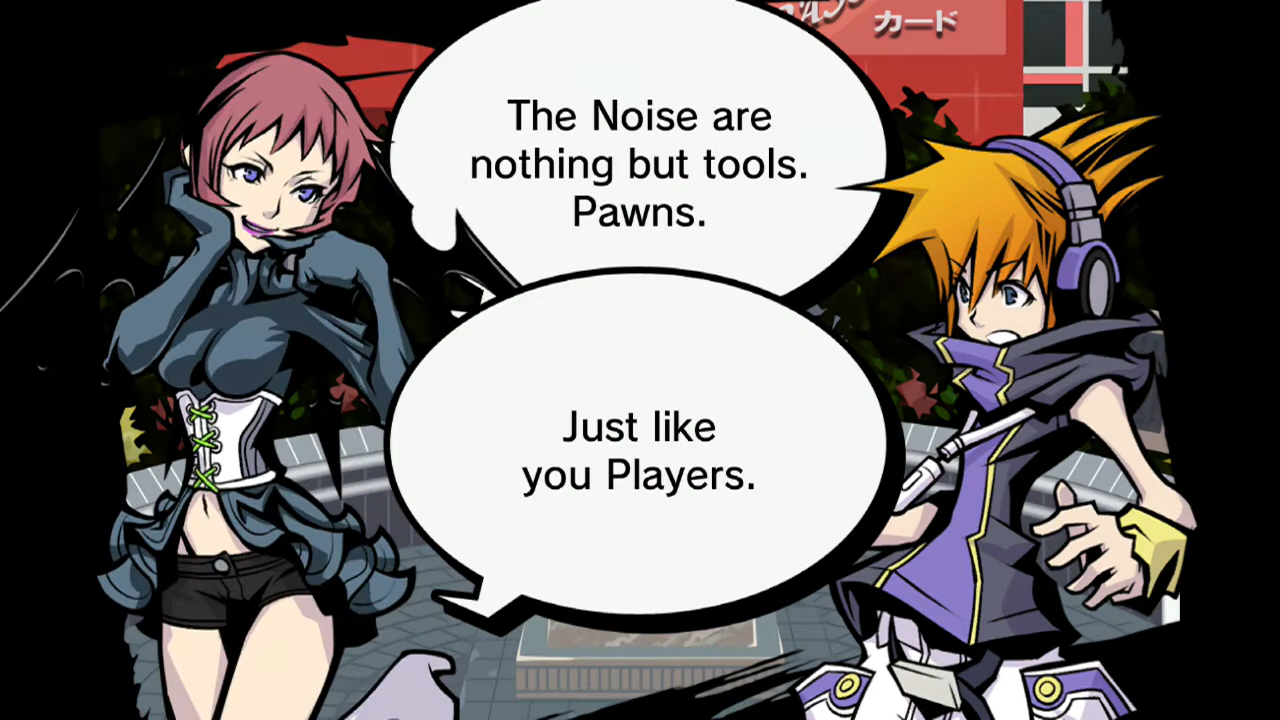 カード
The Noise are
nothing but tools.
Pawns.
Just like
you Players.